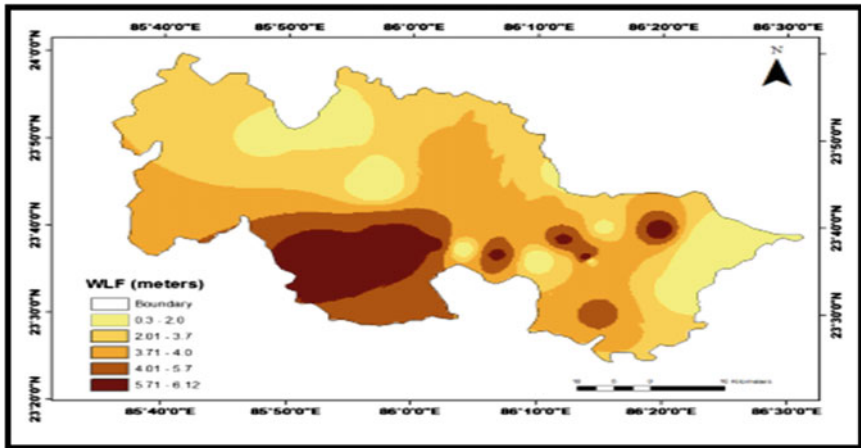 85°40'0"E 85°50'0"E 86°0'0"E 86°10'0"E 86°20'0"E 86°30'0"E
N
24°0'0"N
23°50'0"N 23°50'0"N
23°40'0"N 23°40'0"N
WLF (meters)
Boundary
0.3 - 2.0
2.01 - 3.7
3.71 - 4.0
4.01 - 5.7
5.71 - 6.12
23°30'0"N 23°30'0"N
Kilometers
23°20'0"N
85°40'0"E 85°50'0"E 86°0'0"E 86°10'0"E 86°20'0"E 86°30'0"E